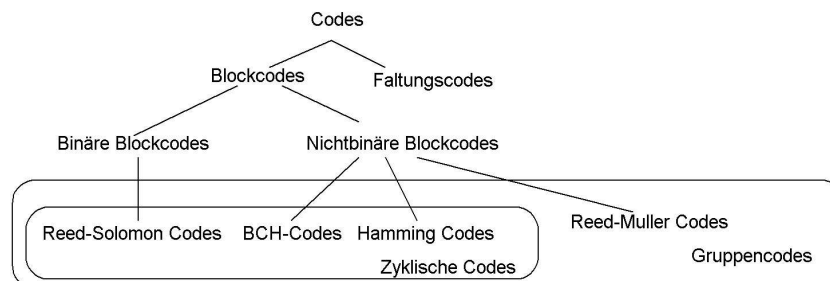 Codes
Blockcodes
Faltungscodes
Binäre Blockcodes
Nichtbinäre Blockcodes
Reed-Solomon Codes
BCH-Codes
Hamming Codes
Reed-Muller Codes
Zyklische Codes
Gruppencodes